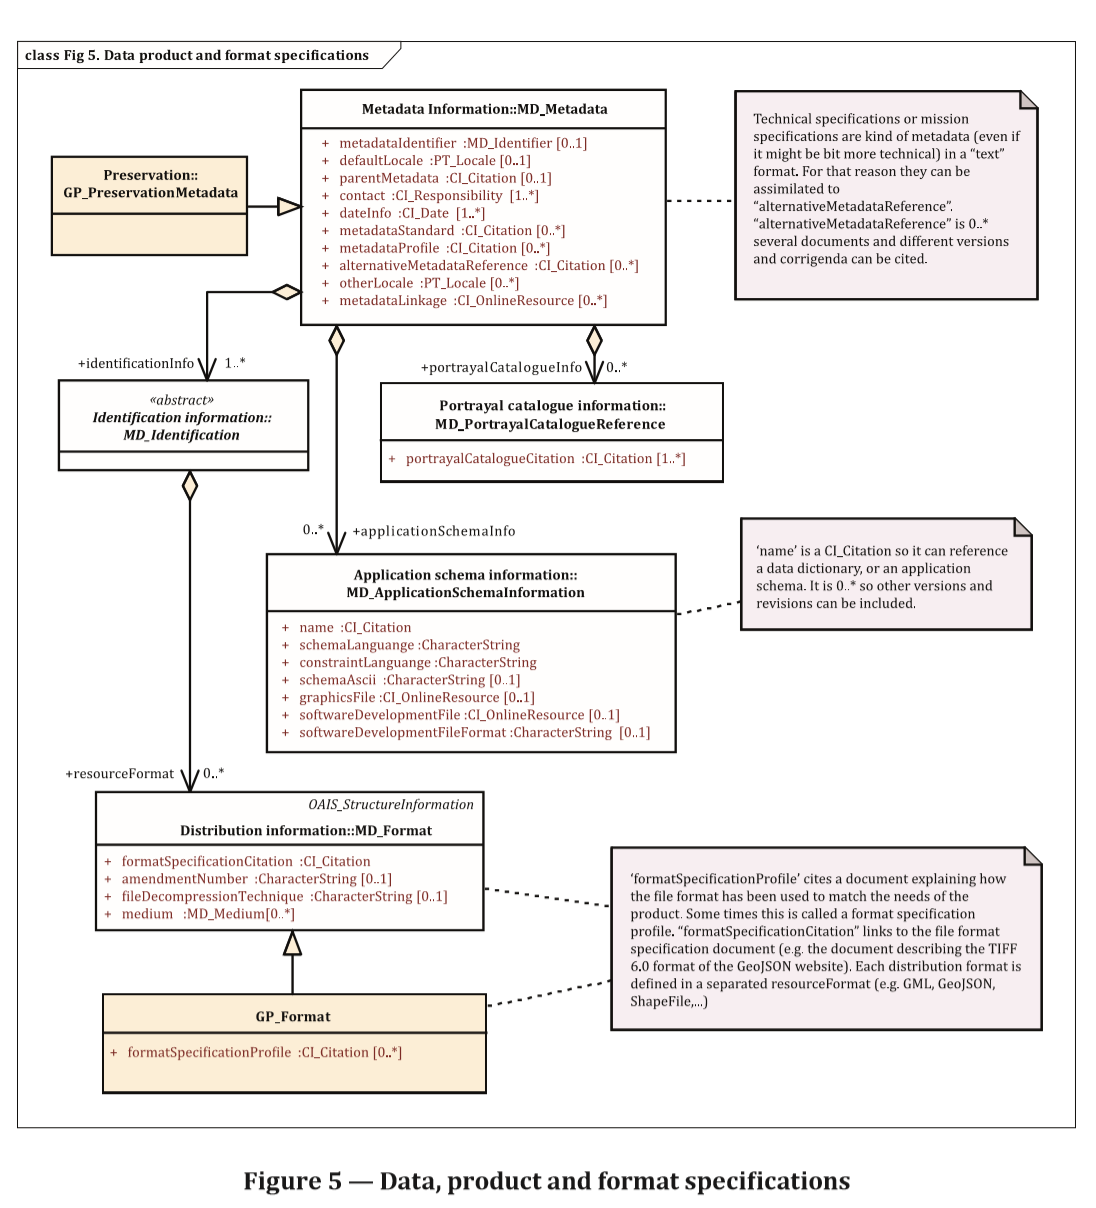 class Fig 5. Data product and format specifications
Metadata Information::MD_Metadata
+ metadataIdentifier :MD_Identifier [0..1]
+ defaultLocale :PT_Locale [0..1]
+ parentMetadata :CI_Citation [0..1]
+ contact :CI_Responsibility [1..*]
+ dateInfo :CI_Date [1..*]
+ metadataStandard :CI_Citation [0..*]
+ metadataProfile :CI_Citation [0..*]
+ alternativeMetadataReference :CI_Citation [0..*]
+ otherLocale :PT_Locale [0..*]
+ metadataLinkage :CI_OnlineResource [0..*]
Technical specifications or mission
specifications are kind of metadata (even if
it might be bit more technical) in a “text”
format. For that reason they can be
assimilated to
“alternativeMetadataReference”.
“alternativeMetadataReference” is 0..*
several documents and different versions
and corrigenda can be cited.
Preservation::
GP_PreservationMetadata
+identificationInfo 1..*
+portrayalCatalogueInfo 0..*
«abstract»
Identification information::
MD_Identification
Portrayal catalogue information::
MD_PortrayalCatalogueReference
+ portrayalCatalogueCitation :CI_Citation [1..*]
0..* +applicationSchemaInfo
Application schema information::
MD_ApplicationSchemaInformation
+ name :CI_Citation
+ schemaLanguange :CharacterString
+ constraintLanguange :CharacterString
+ schemaAscii :CharacterString [0..1]
+ graphicsFile :CI_OnlineResource [0..1]
+ softwareDevelopmentFile :CI_OnlineResource [0..1]
+ softwareDevelopmentFileFormat :CharacterString [0..1]
‘name’ is a CI_Citation so it can reference
a data dictionary, or an application
schema. It is 0..* so other versions and
revisions can be included.
+resourceFormat 0..*
OAIS_StructureInformation
Distribution information::MD_Format
+ formatSpecificationCitation :CI_Citation
+ amendmentNumber :CharacterString [0..1]
+ fileDecompressionTechnique :CharacterString [0..1]
+ medium :MD_Medium[0..*]
‘formatSpecificationProfile’ cites a document explaining how
the file format has been used to match the needs of the
product. Some times this is called a format specification
profile. “formatSpecificationCitation” links to the file format
specification document (e.g. the document describing the TIFF
6.0 format of the GeoJSON website). Each distribution format is
defined in a separated resourceFormat (e.g. GML, GeoJSON,
ShapeFile,...)
GP_Format
+ formatSpecificationProfile :CI_Citation [0..*]
Figure 5 — Data, product and format specifications